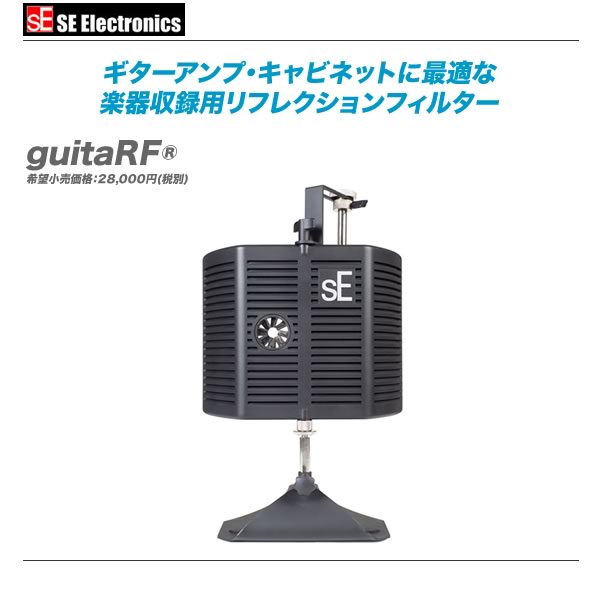 SE SE Electronics
ギターアンプ・キャビネットに最適な
楽器収録用リフレクションフィルター
guitaRF®
希望小売価格:28,000円(税別)
sE